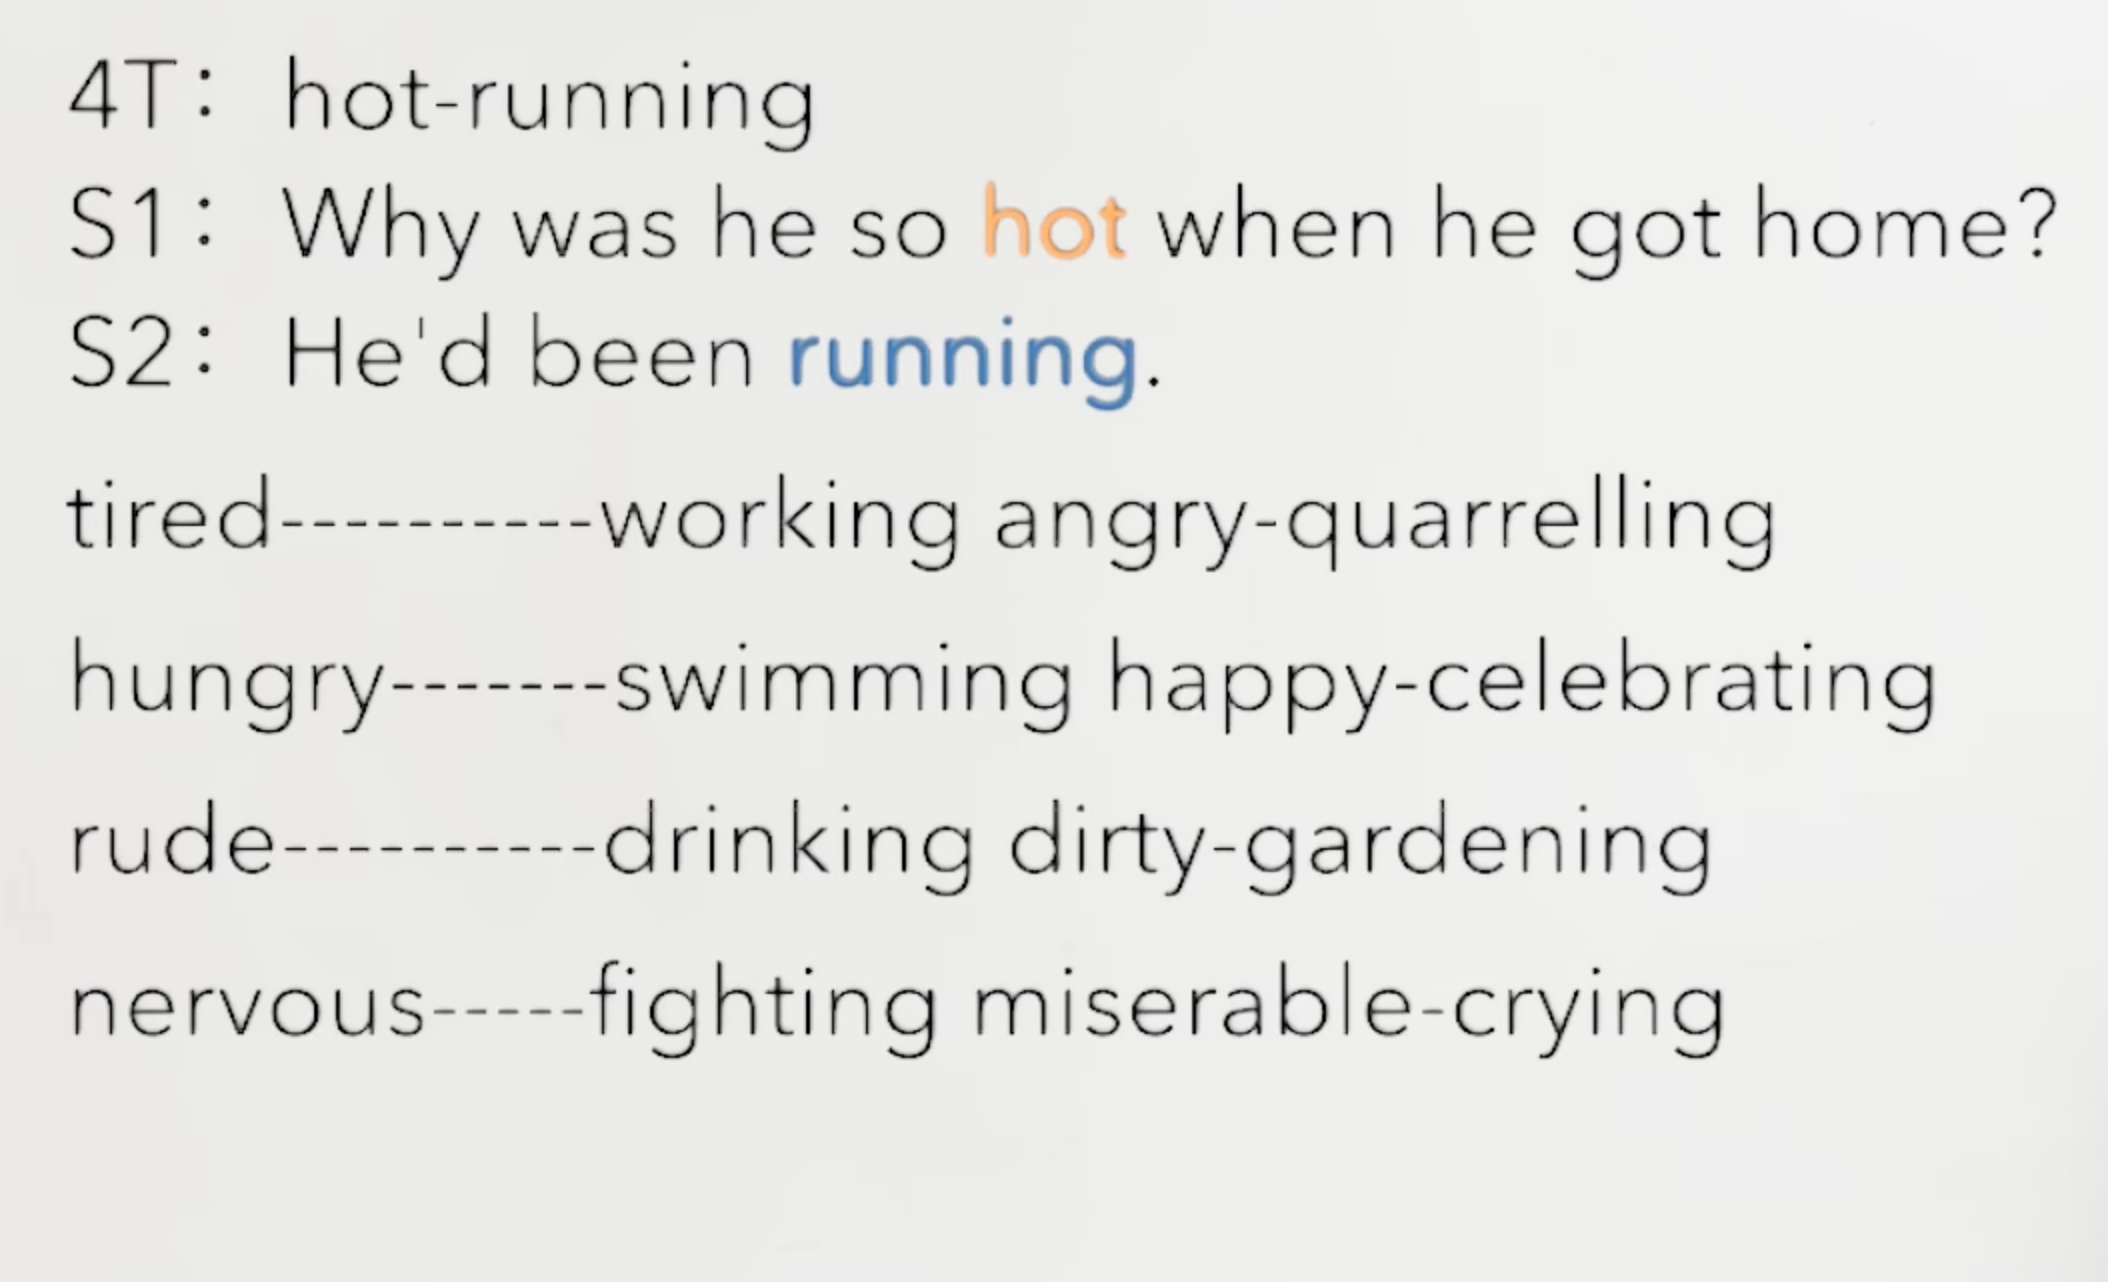 4T: hot-running
S1: Why was he so hot when he got home?
S2: He'd been running.
tired----------working angry-quarrelling
hungry-------swimming happy-celebrating
rude----------drinking dirty-gardening
nervous-----fighting miserable-crying